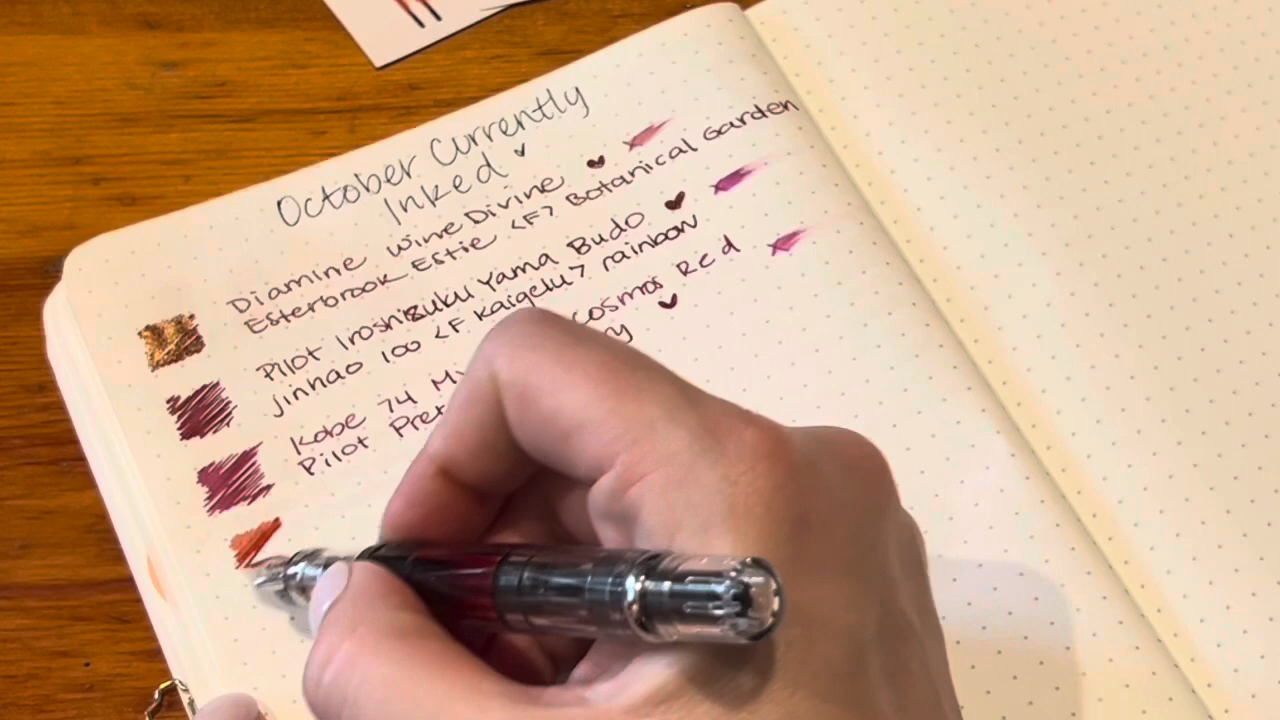 October Currently
Inked
Diamine Wine Divine
Esterbrook Estie <F> Botanical Garden
Pilot Iroshizuku Yama Budo
Jinhao 100 <F Kaigelu> rainbow
Kobe 74 cosmos Red
Pilot